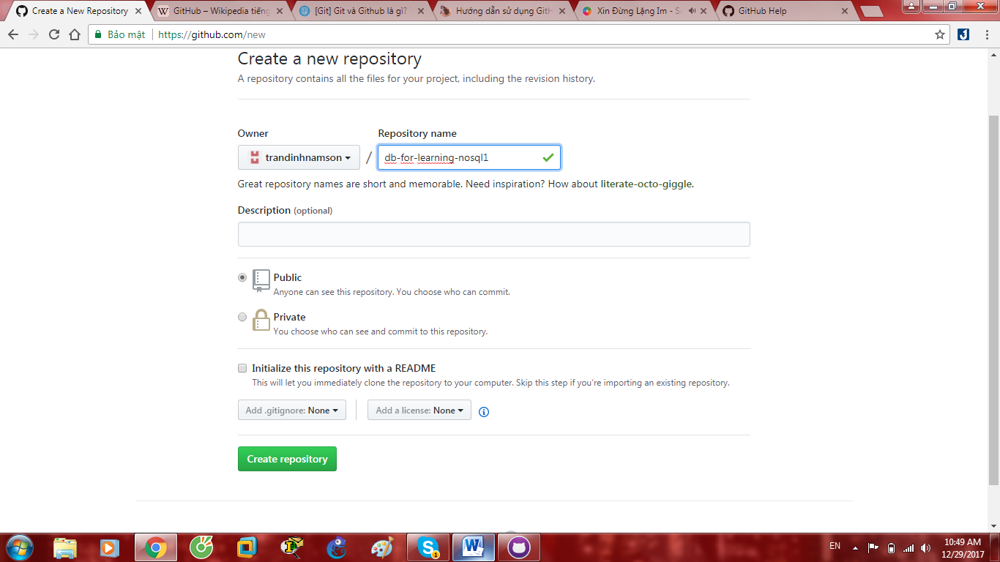 Create a New Repository
GitHub – Wikipedia tiếng
[Git] Git và Github là gì?
Hướng dẫn sử dụng GitH
Xin Đừng Lặng Im - So
GitHub Help
Bảo mật
https://github.com/new
Create a new repository
A repository contains all the files for your project, including the revision history.
Owner
Repository name
trandinhnamson
/
db-for-learning-nosql1
Great repository names are short and memorable. Need inspiration? How about literate-octo-giggle.
Description (optional)
Public
Anyone can see this repository. You choose who can commit.
Private
You choose who can see and commit to this repository.
Initialize this repository with a README
This will let you immediately clone the repository to your computer. Skip this step if you're importing an existing repository.
Add .gitignore: None
Add a license: None
Create repository
EN
10:49 AM
12/29/2017